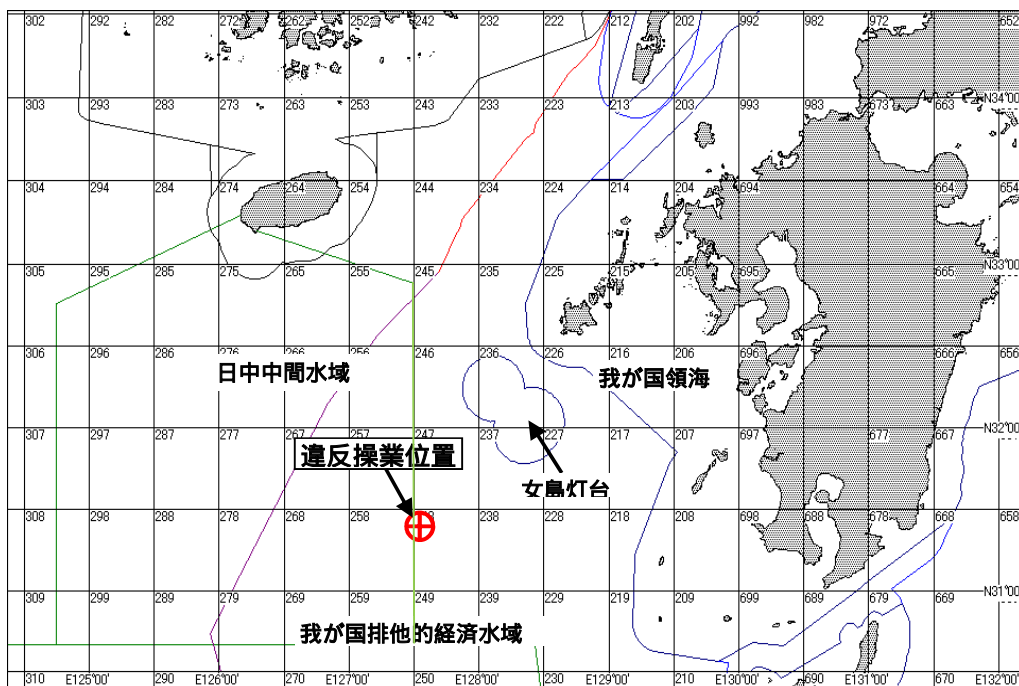 302 292 282 272 262 252 242 232 222 212 202 992 982 972 652
303 293 283 273 263 253 243 233 223 213 203 993 983 673 663 N34°00'
304 294 284 274 264 254 244 234 224 214 204 694 664 654
305 295 285 275 265 255 245 235 225 215 205 695 665 N33°00'
306 296 286 276 266 256 246 236 226 216 206 696 666 656
日中中間水域
我が国領海
307 297 287 277 267 257 247 237 227 217 207 697 677 667 N32°00'
違反操業位置
女島灯台
308 298 288 278 268 258 238 228 218 208 698 688 678 668 658
309 299 289 279 269 259 249 239 229 219 209 699 689 679 669 N31°00'
我が国排他的経済水域
310 E125°00' 290 E126°00' 270 E127°00' 250 E128°00' 230 E129°00' 210 E130°00' 690 E131°00' 670 E132°00'